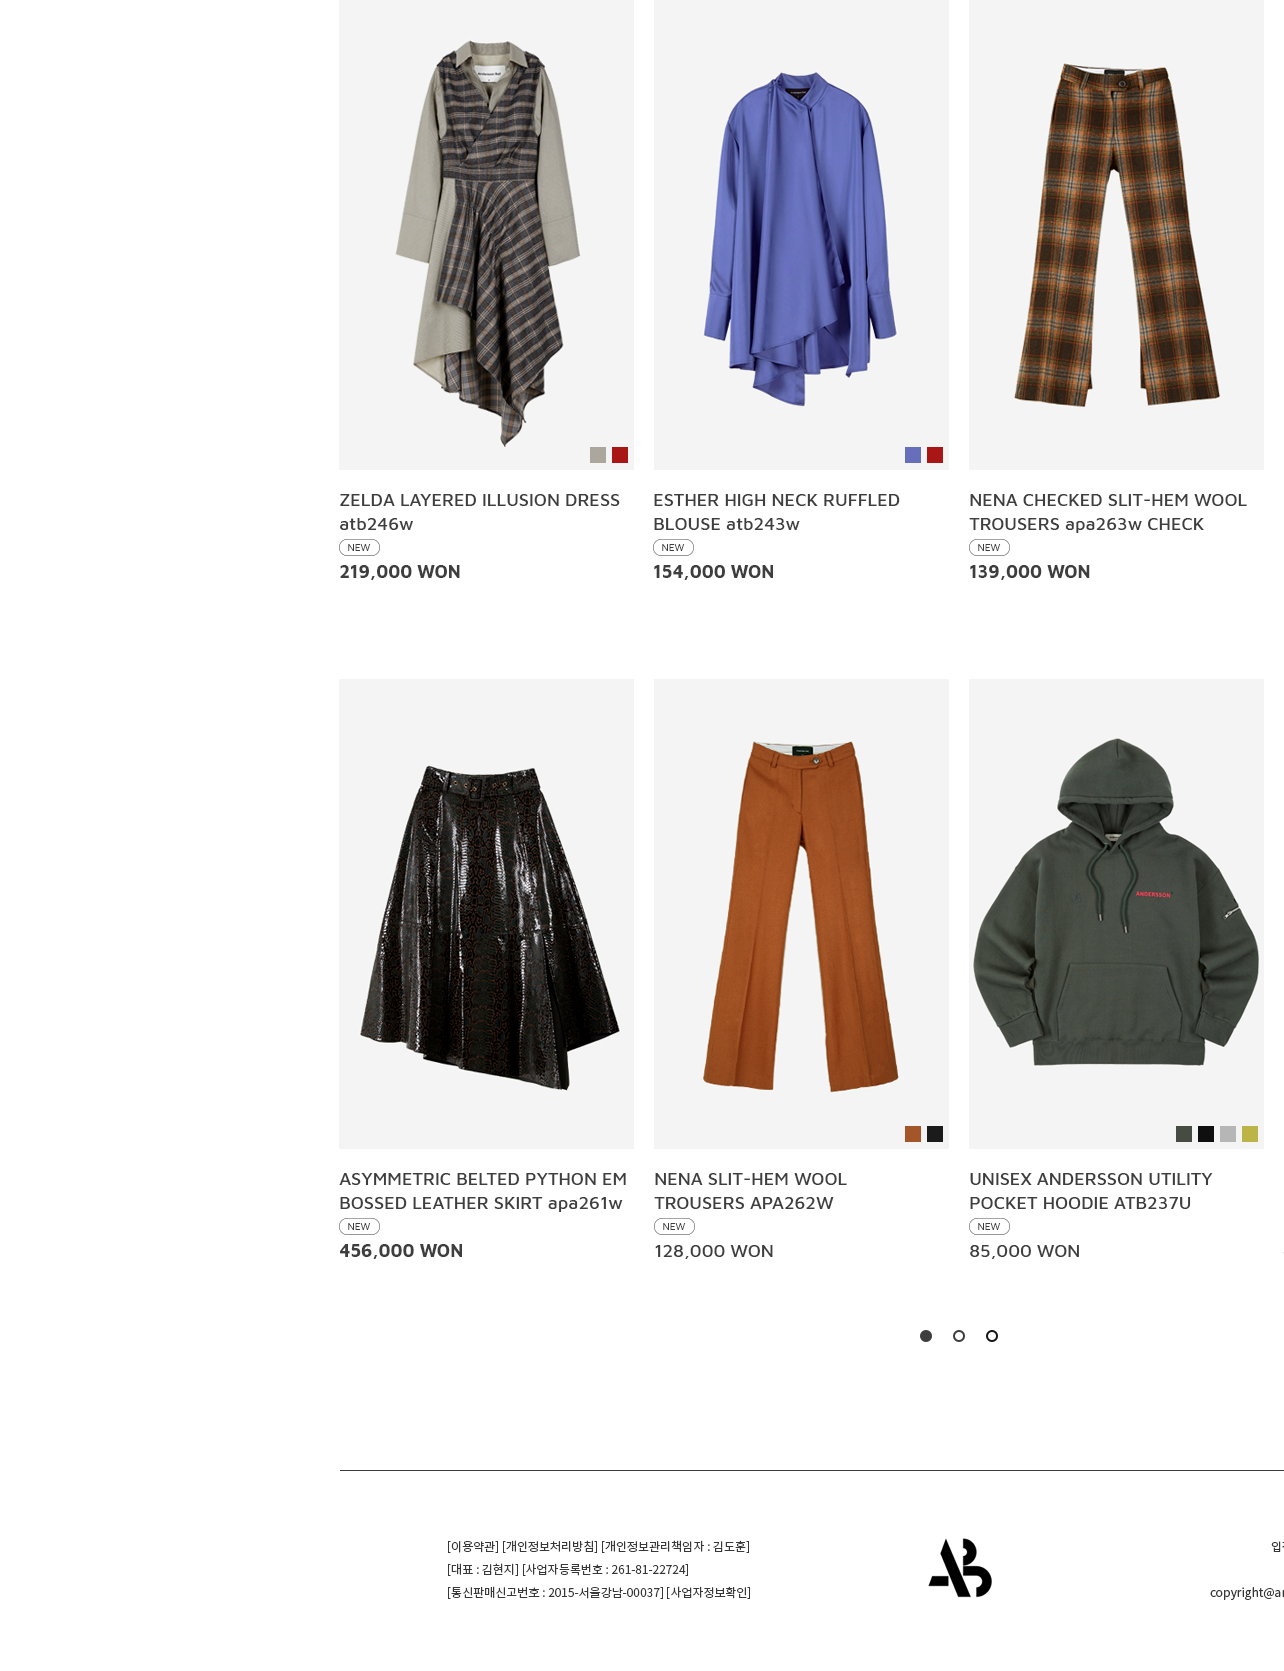 ZELDA LAYERED ILLUSION DRESS
atb246w
NEW
219,000 WON
ESTHER HIGH NECK RUFFLED
BLOUSE atb243w
NEW
154,000 WON
NENA CHECKED SLIT-HEM WOOL
TROUSERS apa263w CHECK
NEW
139,000 WON
ANDERSSON
ASYMMETRIC BELTED PYTHON EM
BOSSED LEATHER SKIRT apa261w
NEW
456,000 WON
NENA SLIT-HEM WOOL
TROUSERS APA262W
NEW
128,000 WON
UNISEX ANDERSSON UTILITY
POCKET HOODIE ATB237U
NEW
85,000 WON
[이용약관] [개인정보처리방침] [개인정보관리책임자 : 김도훈]
[대표 : 김현지] [사업자등록번호 : 261-81-22724]
[통신판매신고번호 : 2015-서울강남-00037] [사업자정보확인]
입
copyright@a